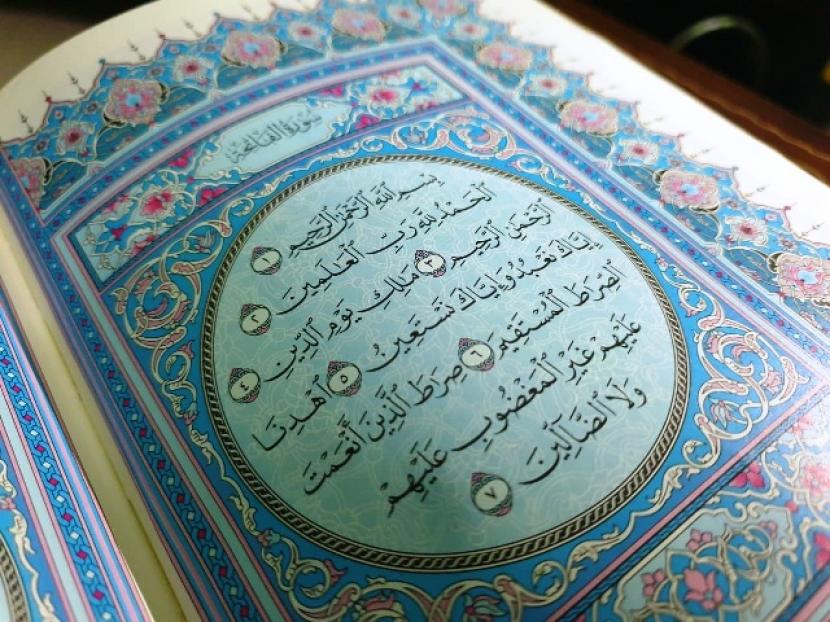 سُورَةُ الفَاتِحَةِ
بِسْمِ ٱللَّهِ ٱلرَّحْمَٰنِ ٱلرَّحِيمِ ١
ٱلْحَمْدُ لِلَّهِ رَبِّ ٱلْعَٰلَمِينَ ٢
ٱلرَّحْمَٰنِ ٱلرَّحِيمِ ٣ مَٰلِكِ يَوْمِ ٱلدِّينِ ٤
إِيَّاكَ نَعْبُدُ وَإِيَّاكَ نَسْتَعِينُ ٥ ٱهْدِنَا
ٱلصِّرَٰطَ ٱلْمُسْتَقِيمَ ٦ صِرَٰطَ ٱلَّذِينَ أَنْعَمْتَ
عَلَيْهِمْ غَيْرِ ٱلْمَغْضُوبِ عَلَيْهِمْ
وَلَا ٱلضَّآلِّينَ ٧